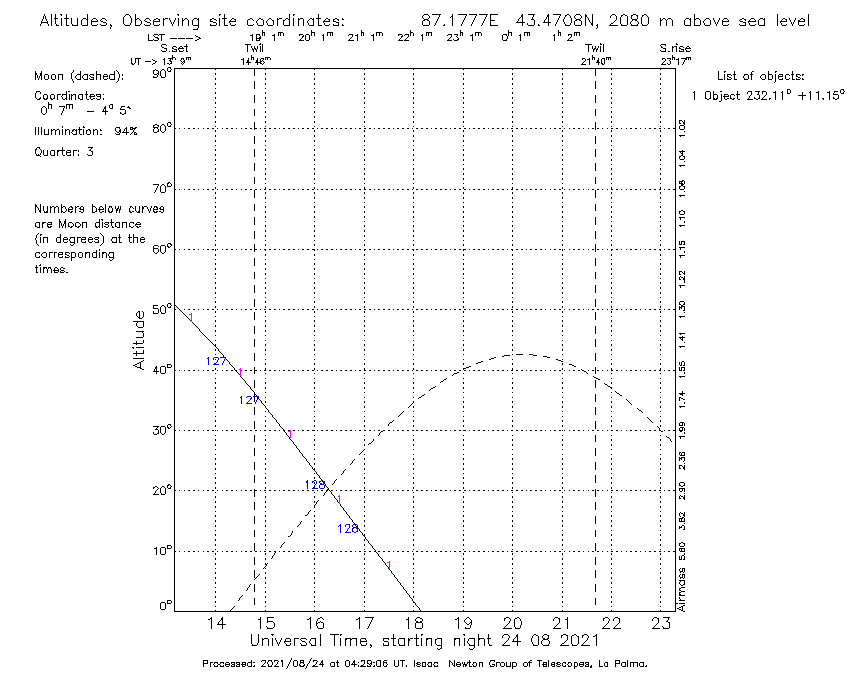 Altitudes, Observing site coordinates: 87.1777E 43.4708N, 2080 m above sea level
LST ---> 19h 1m 20h 1m 21h 1m 22h 1m 23h 1m 0h 1m 1h 2m
S.set Twil Twil S.rise
UT -> 13h 9m 14h46m 21h40m 23h17m
Moon (dashed):
Coordinates:
0h 7m - 4° 5'
Illumination: 94%
Quarter: 3
Numbers below curves
are Moon distance
(in degrees) at the
corresponding
times.
List of objects:
1 Object 232.11° +11.15°
90°
80°
70°
60°
50°
40°
30°
20°
10°
0°
Altitude
1
127
1
127
1
128
1
128
1
1.02
1.04
1.06
1.10
1.15
1.22
1.30
1.41
1.55
1.74
1.99
2.36
2.90
3.82
5.60
Airmass
14 15 16 17 18 19 20 21 22 23
Universal Time, starting night 24 08 2021
Processed: 2021/08/24 at 04:29:06 UT. Isaac Newton Group of Telescopes, La Palma.